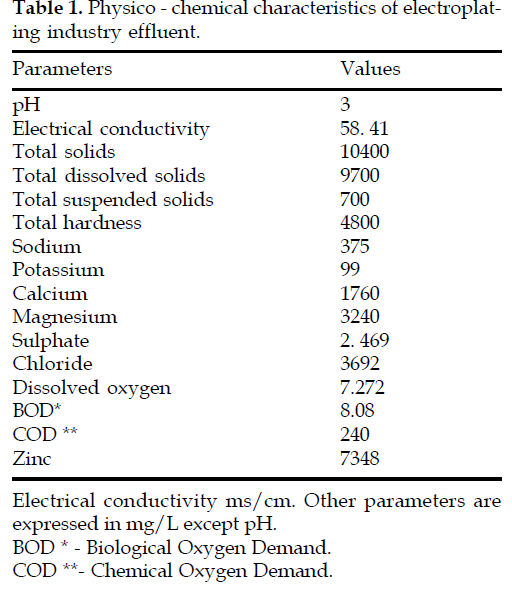 Table 1. Physico - chemical characteristics of electroplat-
ing industry effluent.
Parameters Values
pH 3
Electrical conductivity 58. 41
Total solids 10400
Total dissolved solids 9700
Total suspended solids 700
Total hardness 4800
Sodium 375
Potassium 99
Calcium 1760
Magnesium 3240
Sulphate 2. 469
Chloride 3692
Dissolved oxygen 7.272
BOD* 8.08
COD ** 240
Zinc 7348
Electrical conductivity ms/cm. Other parameters are
expressed in mg/L except pH.
BOD * - Biological Oxygen Demand.
COD **- Chemical Oxygen Demand.